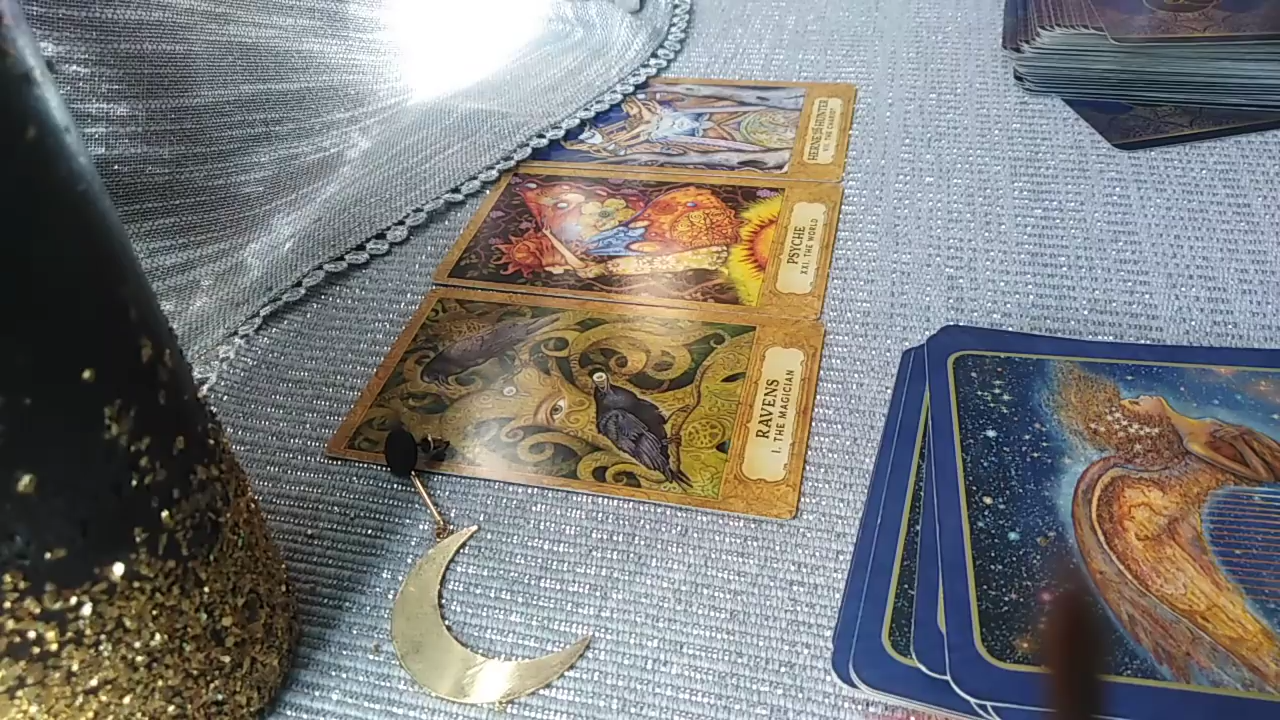 HERNE THE HUNTER
VII. THE CHARIOT
PSYCHE
XXI. THE WORLD
RAVENS
I. THE MAGICIAN